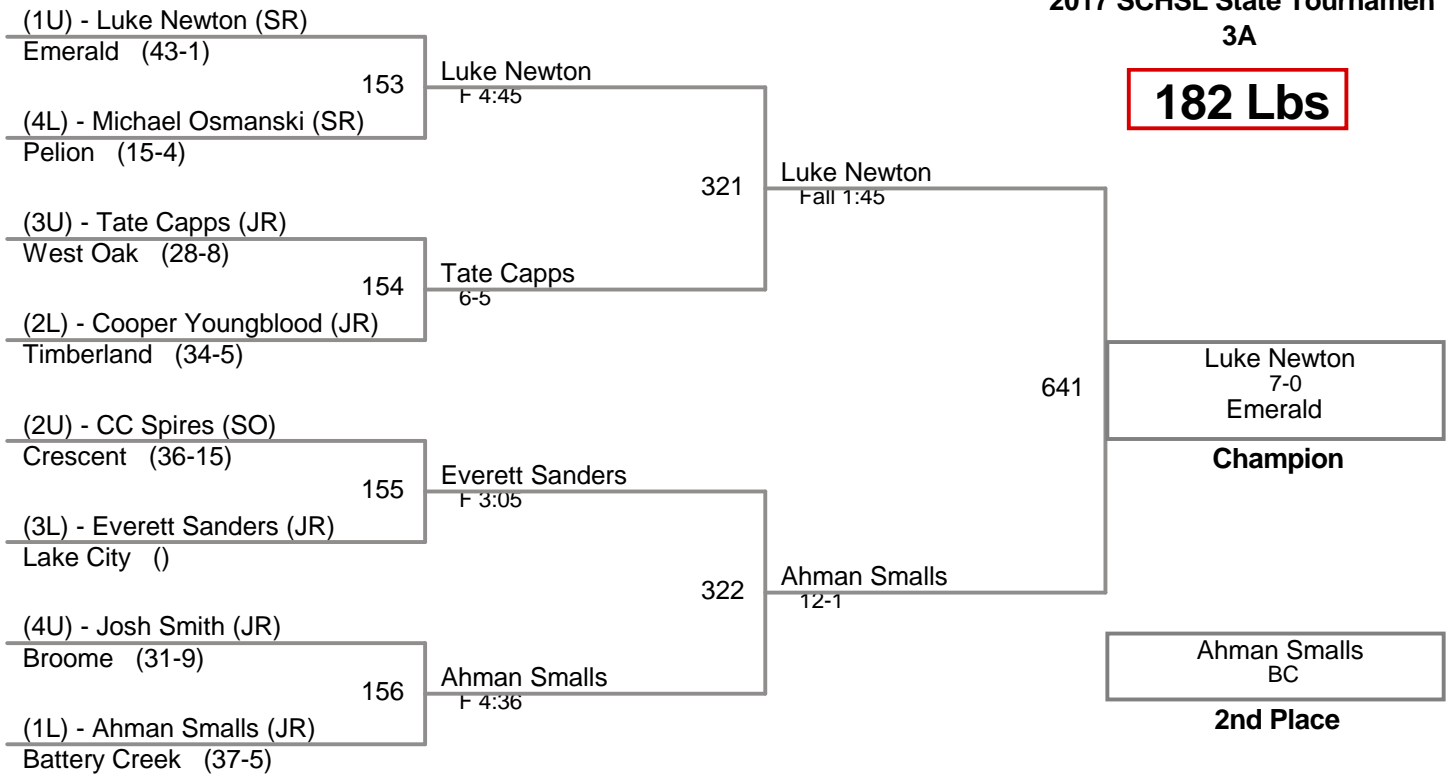 2017 SCHSL State Tournamen
3A
182 Lbs
(1U) - Luke Newton (SR)
Emerald (43-1)
153
(4L) - Michael Osmanski (SR)
Pelion (15-4)
Luke Newton
F 4:45
(3U) - Tate Capps (JR)
West Oak (28-8)
154
(2L) - Cooper Youngblood (JR)
Timberland (34-5)
Tate Capps
6-5
321
Luke Newton
Fall 1:45
(2U) - CC Spires (SO)
Crescent (36-15)
155
(3L) - Everett Sanders (JR)
Lake City ()
Everett Sanders
F 3:05
(4U) - Josh Smith (JR)
Broome (31-9)
156
(1L) - Ahman Smalls (JR)
Battery Creek (37-5)
Ahman Smalls
F 4:36
322
Ahman Smalls
12-1
641
Luke Newton
7-0
Emerald
Champion
Ahman Smalls
BC
2nd Place